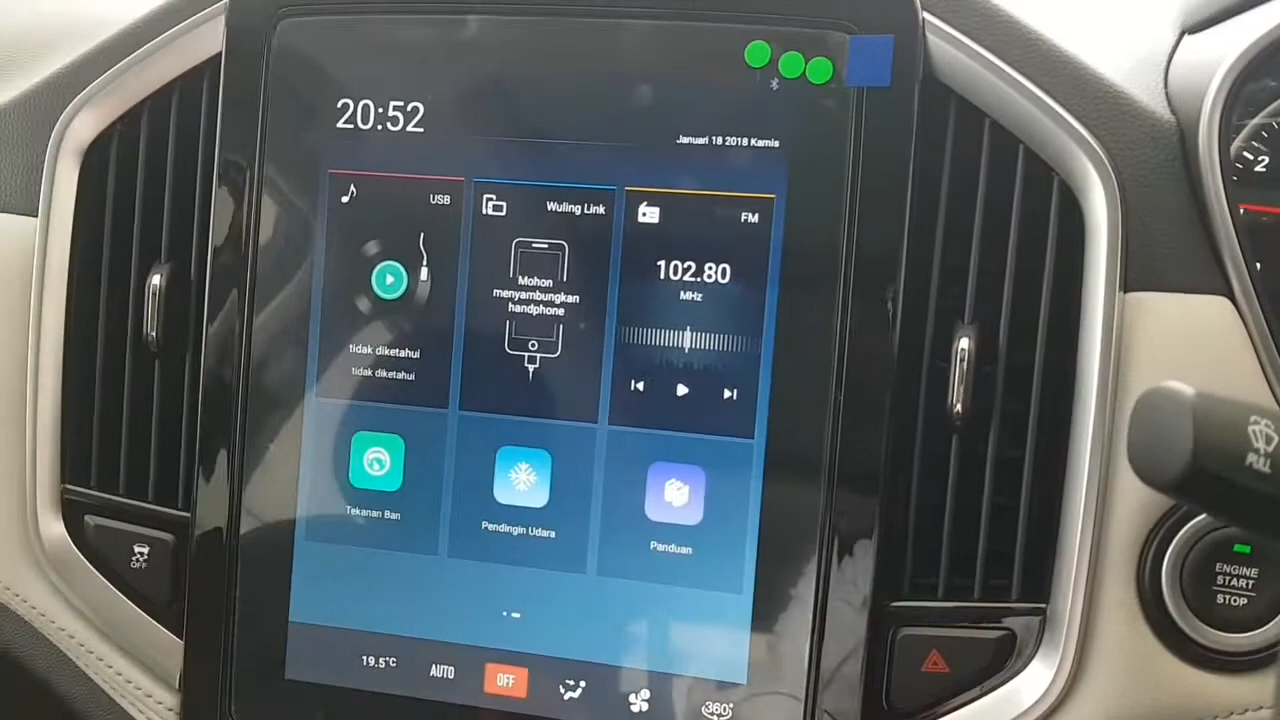 20:52
Januari 18 2018 Kamis
USB
Wuling Link
FM
Mohon
menyambungkan
handphone
102.80
MHz
tidak diketahui
tidak diketahui
Tekanan Ban
Pendingin Udara
Panduan
19.5°C
AUTO
OFF
360°
OFF
2
PULL
ENGINE
START
STOP